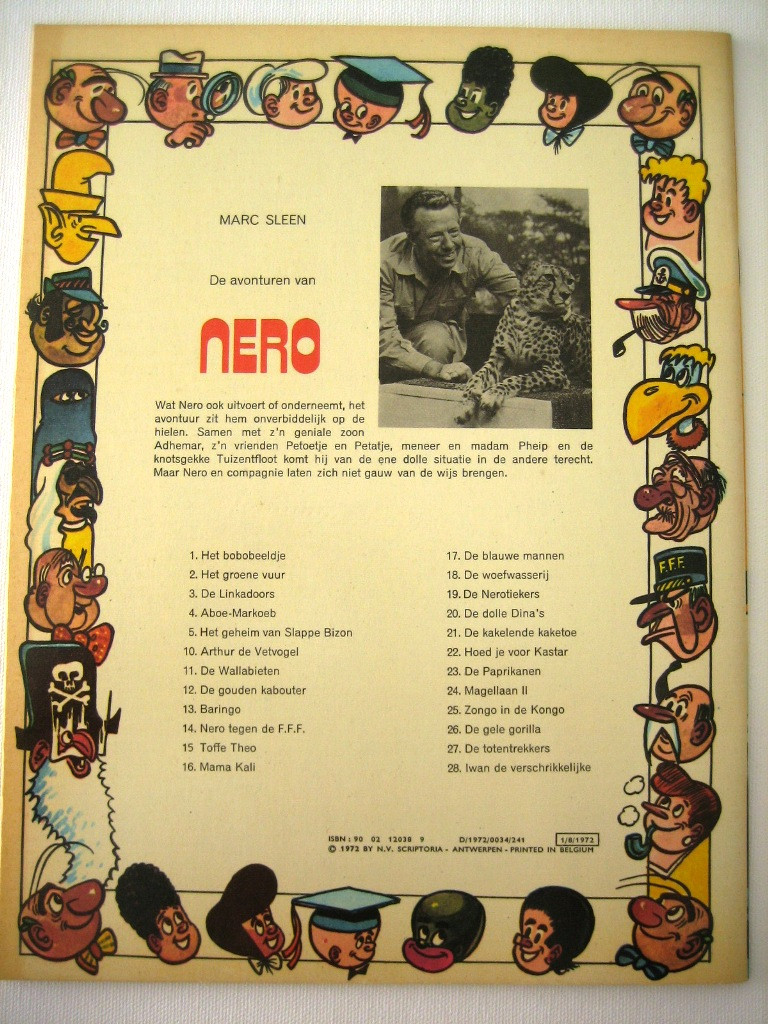 MARC SLEEN
De avonturen van
NERO
Wat Nero ook uitvoert of onderneemt, het
avontuur zit hem onverbiddelijk op de
hielen. Samen met z'n geniale zoon
Adhemar, z'n vrienden Petoetje en Petatje, meneer en madam Pheip en de
knotsgekke Tuizentfloot komt hij van de ene dolle situatie in de andere terecht.
Maar Nero en compagnie laten zich niet gauw van de wijs brengen.
1. Het bobobeeldje
2. Het groene vuur
3. De Linkadoors
4. Aboe-Markoeb
5. Het geheim van Slappe Bizon
10. Arthur de Vetvogel
11. De Wallabieten
12. De gouden kabouter
13. Baringo
14. Nero tegen de F.F.F.
15 Toffe Theo
16. Mama Kali
17. De blauwe mannen
18. De woefwasserij
19. De Nerotiekers
20. De dolle Dina's
21. De kakelende kaketoe
22. Hoed je voor Kastar
23. De Paprikanen
24. Magellaan II
25. Zongo in de Kongo
26. De gele gorilla
27. De totentrekkers
28. Iwan de verschrikkelijke
F.F.F.
ISBN : 90 02 12038 9 D/1972/0034/241 1/8/1972
© 1972 BY N.V. SCRIPTORIA - ANTWERPEN - PRINTED IN BELGIUM